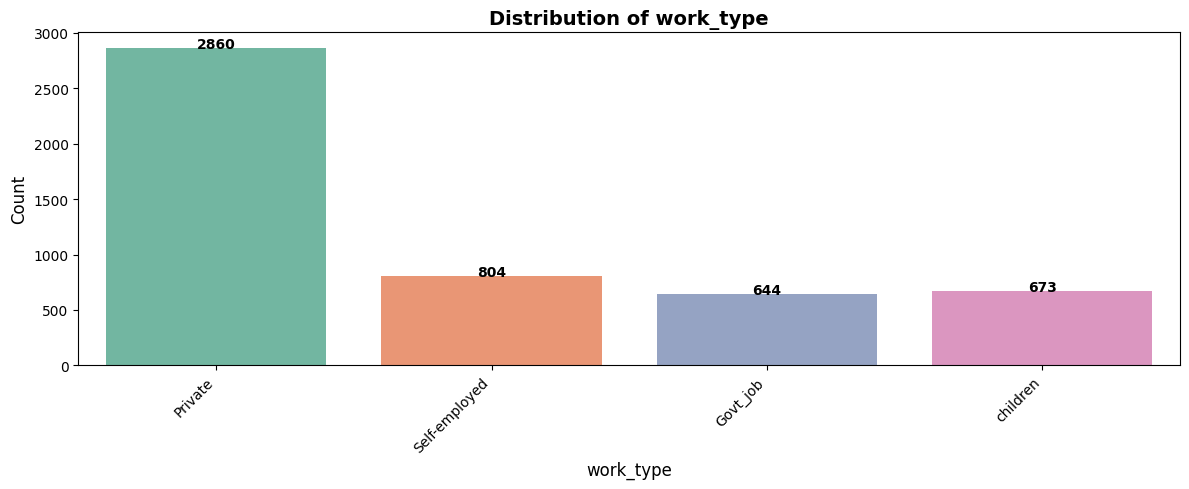 Distribution of work_type
3000
2500
2000
1500
1000
500
0
Count
2860
804
644
673
Private
Self-employed
Govt_job
children
work_type